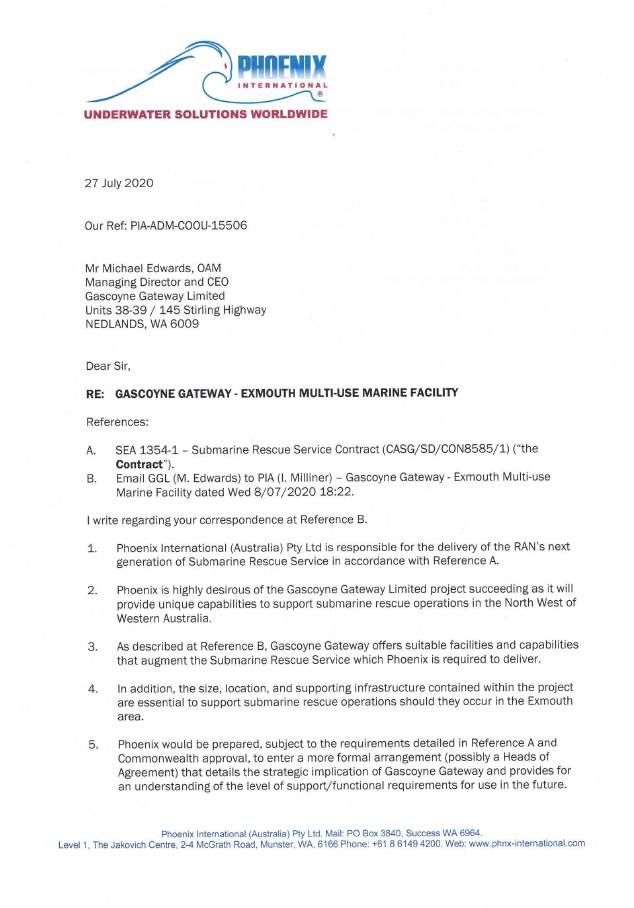 PHOENIX
INTERNATIONAL
®
UNDERWATER SOLUTIONS WORLDWIDE
27 July 2020
Our Ref: PIA-ADM-COOU-15506
Mr Michael Edwards, OAM
Managing Director and CEO
Gascoyne Gateway Limited
Units 38-39 / 145 Stirling Highway
NEDLANDS, WA 6009
Dear Sir,
RE: GASCOYNE GATEWAY - EXMOUTH MULTI-USE MARINE FACILITY
References:
A. SEA 1354-1 – Submarine Rescue Service Contract (CASG/SD/CON8585/1) ("the
Contract").
B. Email GGL (M. Edwards) to PIA (I. Milliner) – Gascoyne Gateway - Exmouth Multi-use
Marine Facility dated Wed 8/07/2020 18:22.
I write regarding your correspondence at Reference B.
1. Phoenix International (Australia) Pty Ltd is responsible for the delivery of the RAN's next
generation of Submarine Rescue Service in accordance with Reference A.
2. Phoenix is highly desirous of the Gascoyne Gateway Limited project succeeding as it will
provide unique capabilities to support submarine rescue operations in the North West of
Western Australia.
3. As described at Reference B, Gascoyne Gateway offers suitable facilities and capabilities
that augment the Submarine Rescue Service which Phoenix is required to deliver.
4. In addition, the size, location, and supporting infrastructure contained within the project
are essential to support submarine rescue operations should they occur in the Exmouth
area.
5. Phoenix would be prepared, subject to the requirements detailed in Reference A and
Commonwealth approval, to enter a more formal arrangement (possibly a Heads of
Agreement) that details the strategic implication of Gascoyne Gateway and provides for
an understanding of the level of support/functional requirements for use in the future.
Phoenix International (Australia) Pty Ltd. Mail: PO Box 3840, Success WA 6964.
Level 1, The Jakovich Centre, 2-4 McGrath Road, Munster, WA, 6166 Phone: +61 8 6149 4200. Web: www.phnx-international.com